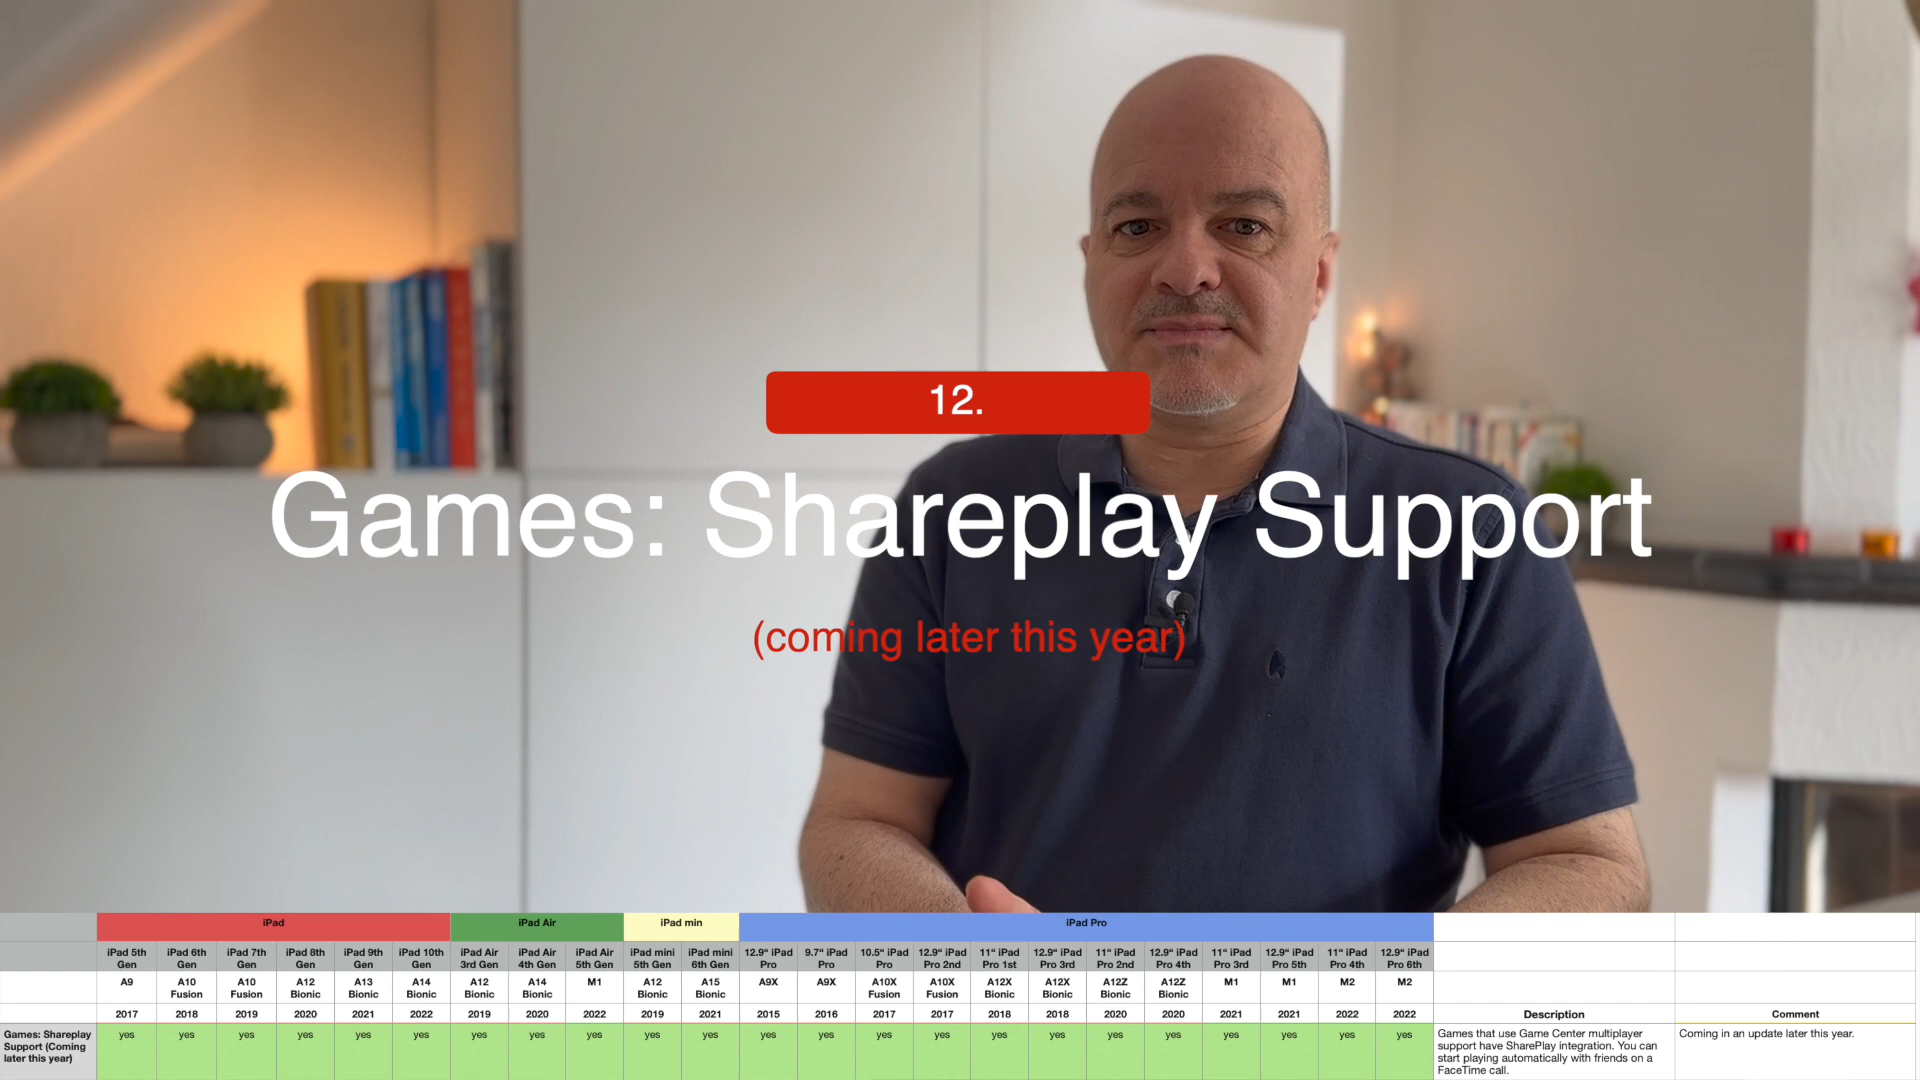 12.
Games: Shareplay Support
(coming later this year)
iPad iPad Air iPad min iPad Pro
iPad 5th Gen iPad 6th Gen iPad 7th Gen iPad 8th Gen iPad 9th Gen iPad 10th Gen iPad Air 3rd Gen iPad Air 4th Gen iPad Air 5th Gen iPad mini 5th Gen iPad mini 6th Gen 12.9“ iPad Pro 9.7“ iPad Pro 10.5“ iPad Pro 12.9“ iPad Pro 2nd 11“ iPad Pro 1st 12.9“ iPad Pro 3rd 11“ iPad Pro 2nd 12.9“ iPad Pro 4th 11“ iPad Pro 3rd 12.9“ iPad Pro 5th 11“ iPad Pro 4th 12.9“ iPad Pro 6th
A9 A10 Fusion A10 Fusion A12 Bionic A13 Bionic A14 Bionic A12 Bionic A14 Bionic M1 A12 Bionic A15 Bionic A9X A9X A10X Fusion A10X Fusion A12X Bionic A12X Bionic A12Z Bionic A12Z Bionic M1 M1 M2 M2
2017 2018 2019 2020 2021 2022 2019 2020 2022 2019 2021 2015 2016 2017 2017 2018 2018 2020 2020 2021 2021 2022 2022 Description Comment
Games: Shareplay
Support (Coming
later this year)
yes yes yes yes yes yes yes yes yes yes yes yes yes yes yes yes yes yes yes yes yes yes yes
Games that use Game Center multiplayer
support have SharePlay integration. You can
start playing automatically with friends on a
FaceTime call.
Coming in an update later this year.